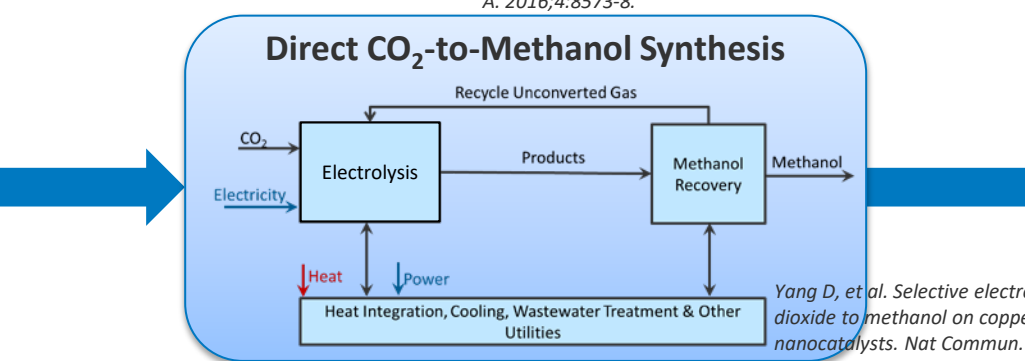 A. 2016;4:8573-8.
Direct CO₂-to-Methanol Synthesis
Recycle Unconverted Gas
CO₂
Electrolysis
Products
Methanol
Recovery
Methanol
Electricity
Heat
Power
Heat Integration, Cooling, Wastewater Treatment & Other
Utilities
Yang D, et al. Selective electro
dioxide to methanol on coppe
nanocatalysts. Nat Commun.